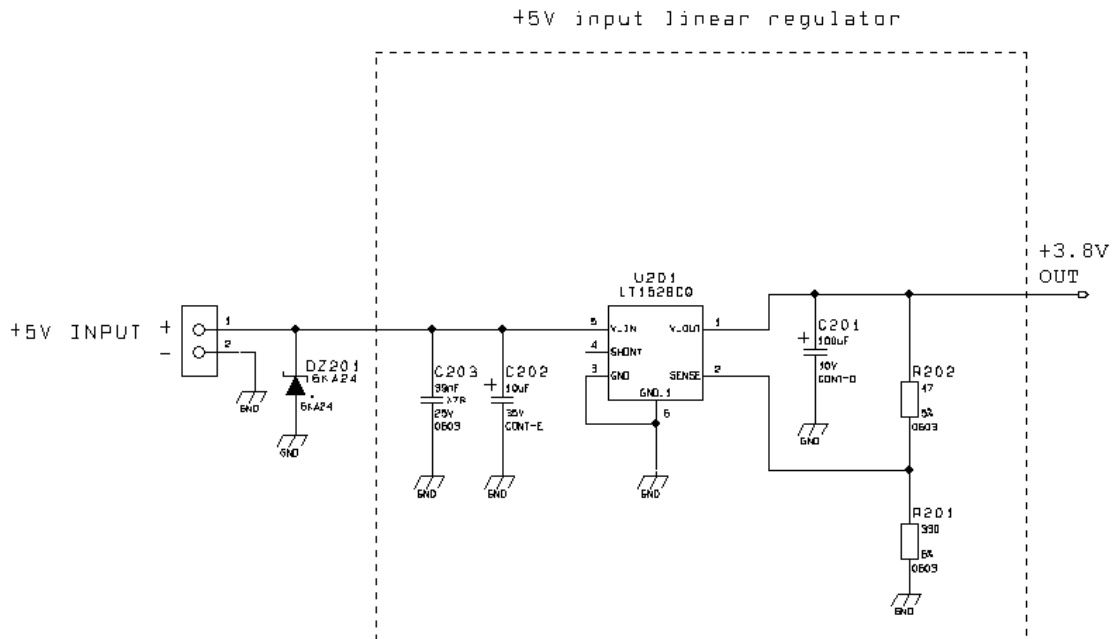 +5V input linear regulator
+3.8V
OUT
U201
LT1528CQ
+5V INPUT
+
-
1
2
GND
DZ201
6KA24
GND
C203
X7R
25V
0603
GND
+
C202
10uF
35V
CONT-E
GND
5
V_IN
V_OUT
1
4
SHDNT
3
GND
SENSE
2
GND_1
6
GND
+
C201
100uF
10V
CONT-D
GND
R202
47
5%
0603
R201
390
5%
0603
GND